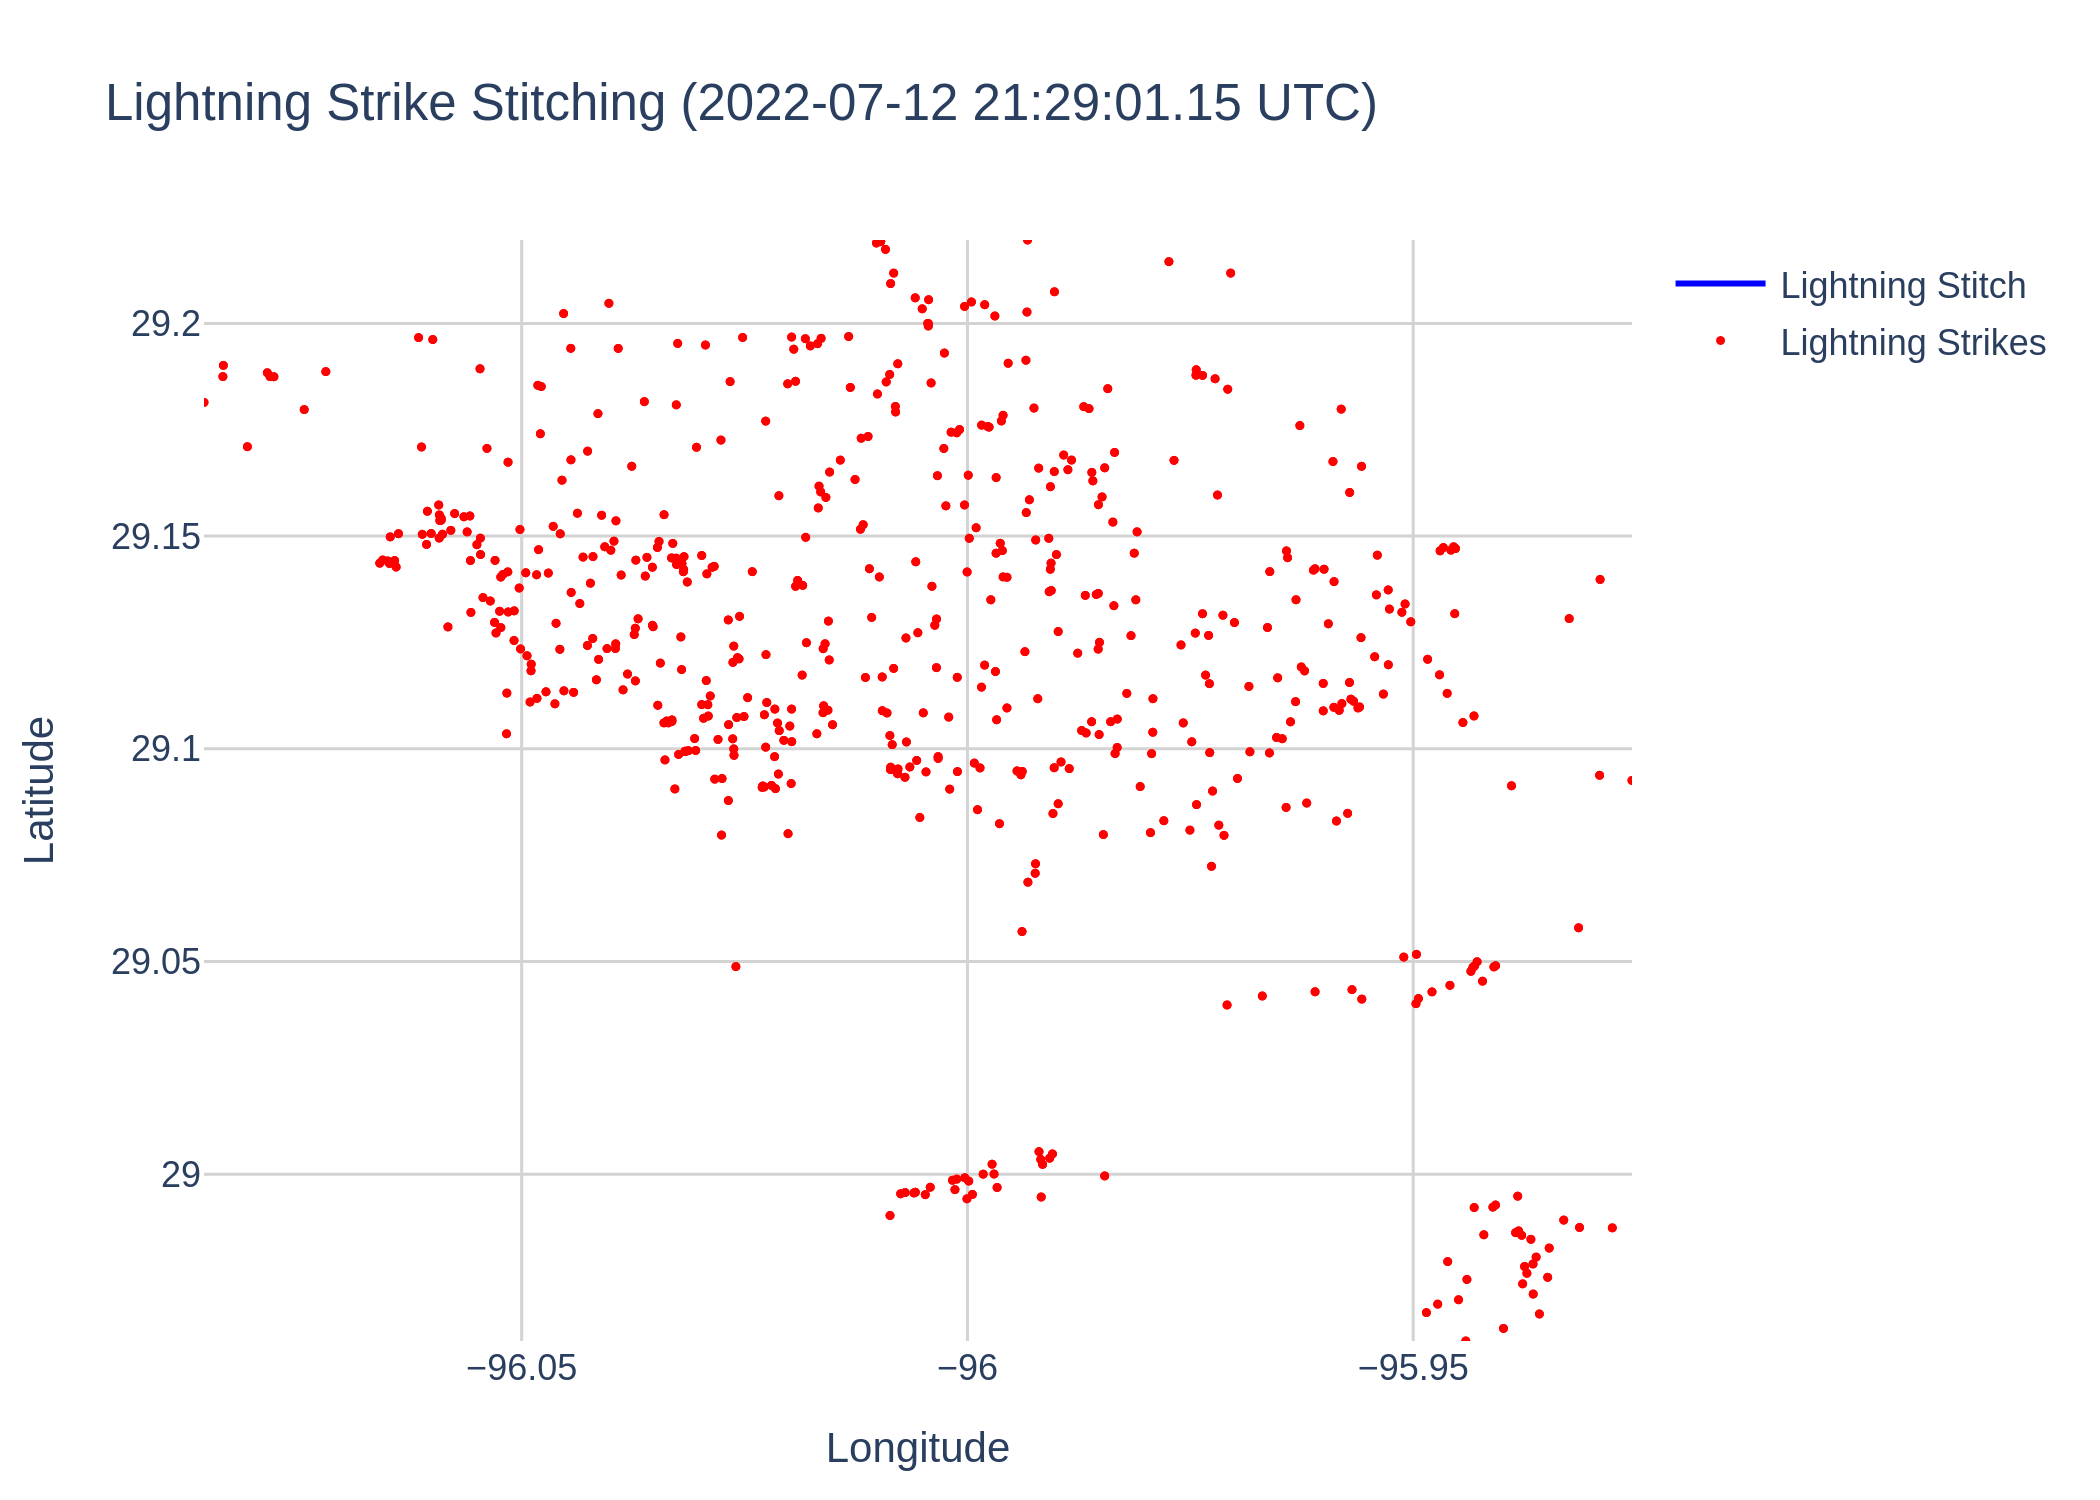 Lightning Strike Stitching (2022-07-12 21:29:01.15 UTC)
Lightning Stitch
Lightning Strikes
29.2
29.15
29.1
29.05
29
Latitude
−96.05
−96
−95.95
Longitude